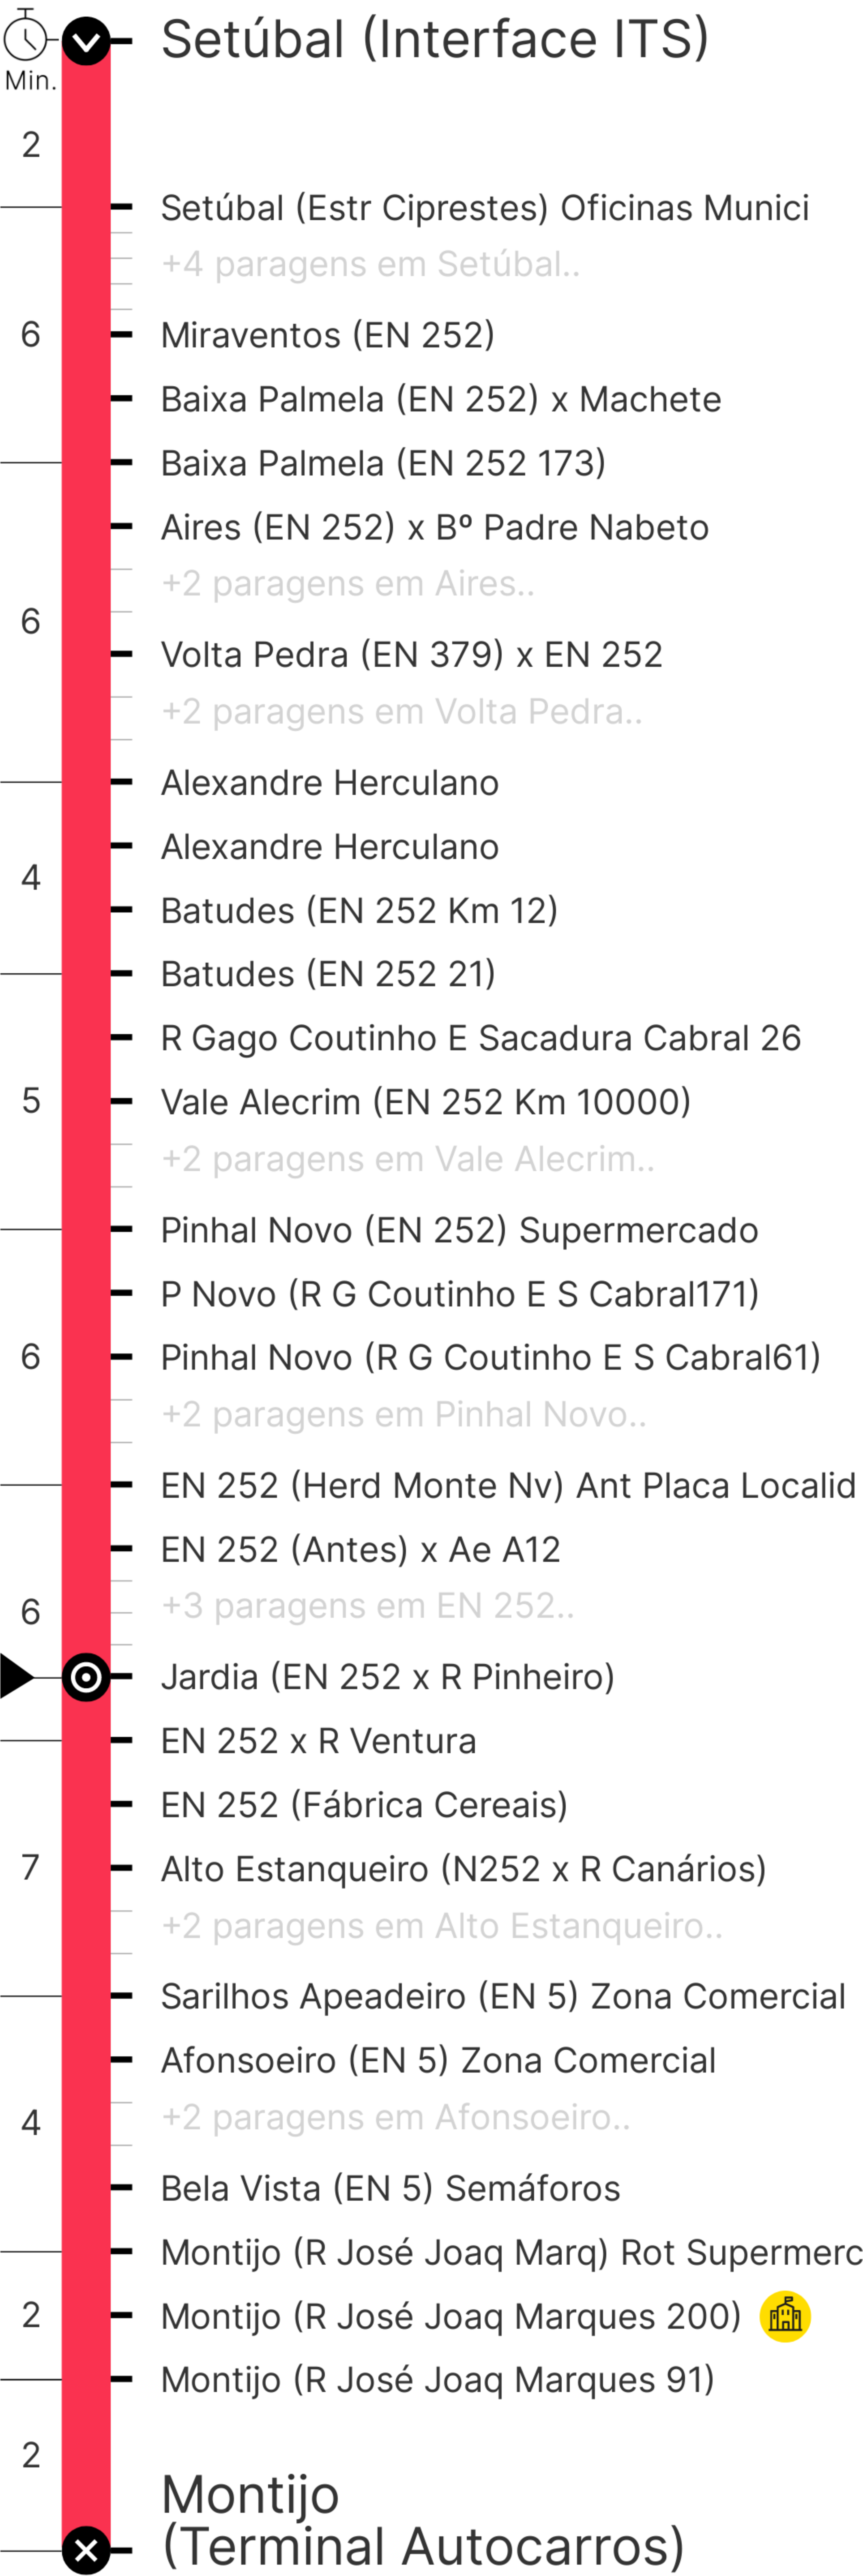 Setúbal (Interface ITS)
Min.
2
Setúbal (Estr Ciprestes) Oficinas Munici
+4 paragens em Setúbal..
6
Miraventos (EN 252)
Baixa Palmela (EN 252) x Machete
Baixa Palmela (EN 252 173)
Aires (EN 252) x Bº Padre Nabeto
+2 paragens em Aires..
6
Volta Pedra (EN 379) x EN 252
+2 paragens em Volta Pedra..
Alexandre Herculano
Alexandre Herculano
4
Batudes (EN 252 Km 12)
Batudes (EN 252 21)
R Gago Coutinho E Sacadura Cabral 26
5
Vale Alecrim (EN 252 Km 10000)
+2 paragens em Vale Alecrim..
Pinhal Novo (EN 252) Supermercado
P Novo (R G Coutinho E S Cabral171)
6
Pinhal Novo (R G Coutinho E S Cabral61)
+2 paragens em Pinhal Novo..
EN 252 (Herd Monte Nv) Ant Placa Localid
EN 252 (Antes) x Ae A12
+3 paragens em EN 252..
6
Jardia (EN 252 x R Pinheiro)
EN 252 x R Ventura
EN 252 (Fábrica Cereais)
7
Alto Estanqueiro (N252 x R Canários)
+2 paragens em Alto Estanqueiro..
Sarilhos Apeadeiro (EN 5) Zona Comercial
Afonsoeiro (EN 5) Zona Comercial
+2 paragens em Afonsoeiro..
4
Bela Vista (EN 5) Semáforos
Montijo (R José Joaq Marq) Rot Supermerc
2
Montijo (R José Joaq Marques 200)
Montijo (R José Joaq Marques 91)
2
Montijo
(Terminal Autocarros)